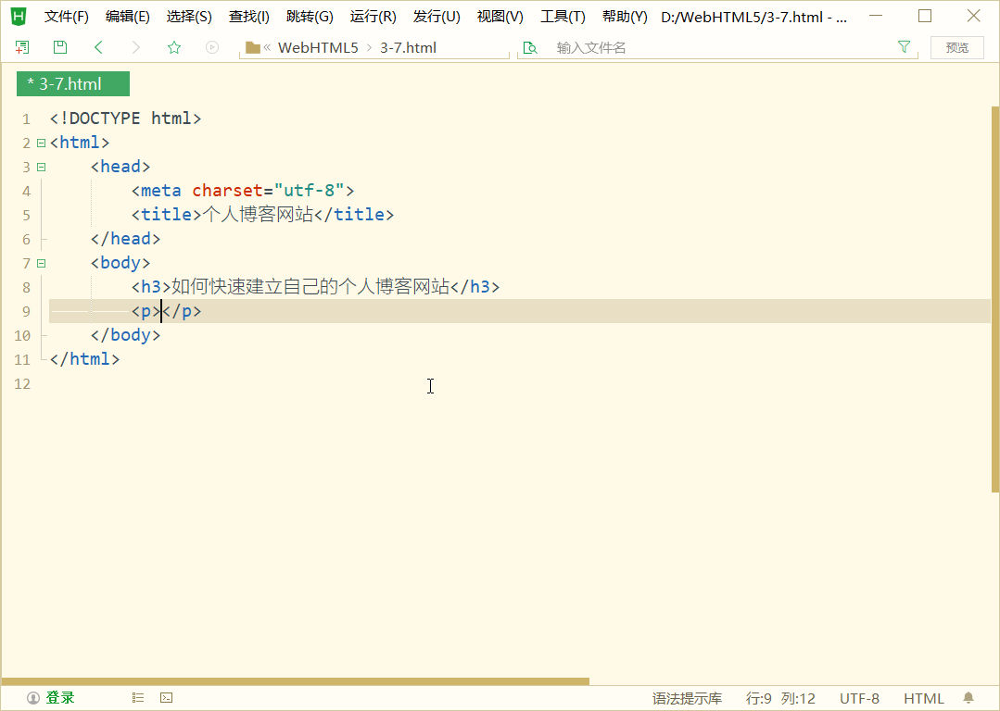 文件(F) 编辑(E) 选择(S) 查找(I) 跳转(G) 运行(R) 发行(U) 视图(V) 工具(T) 帮助(Y) D:/WebHTML5/3-7.html - ...
WebHTML5 3-7.html 输入文件名 预览
* 3-7.html
1 <!DOCTYPE html>
2 <html>
3 <head>
4 <meta charset="utf-8">
5 <title>个人博客网站</title>
6 </head>
7 <body>
8 <h3>如何快速建立自己的个人博客网站</h3>
9 <p></p>
10 </body>
11 </html>
12
登录 语法提示库 行:9 列:12 UTF-8 HTML